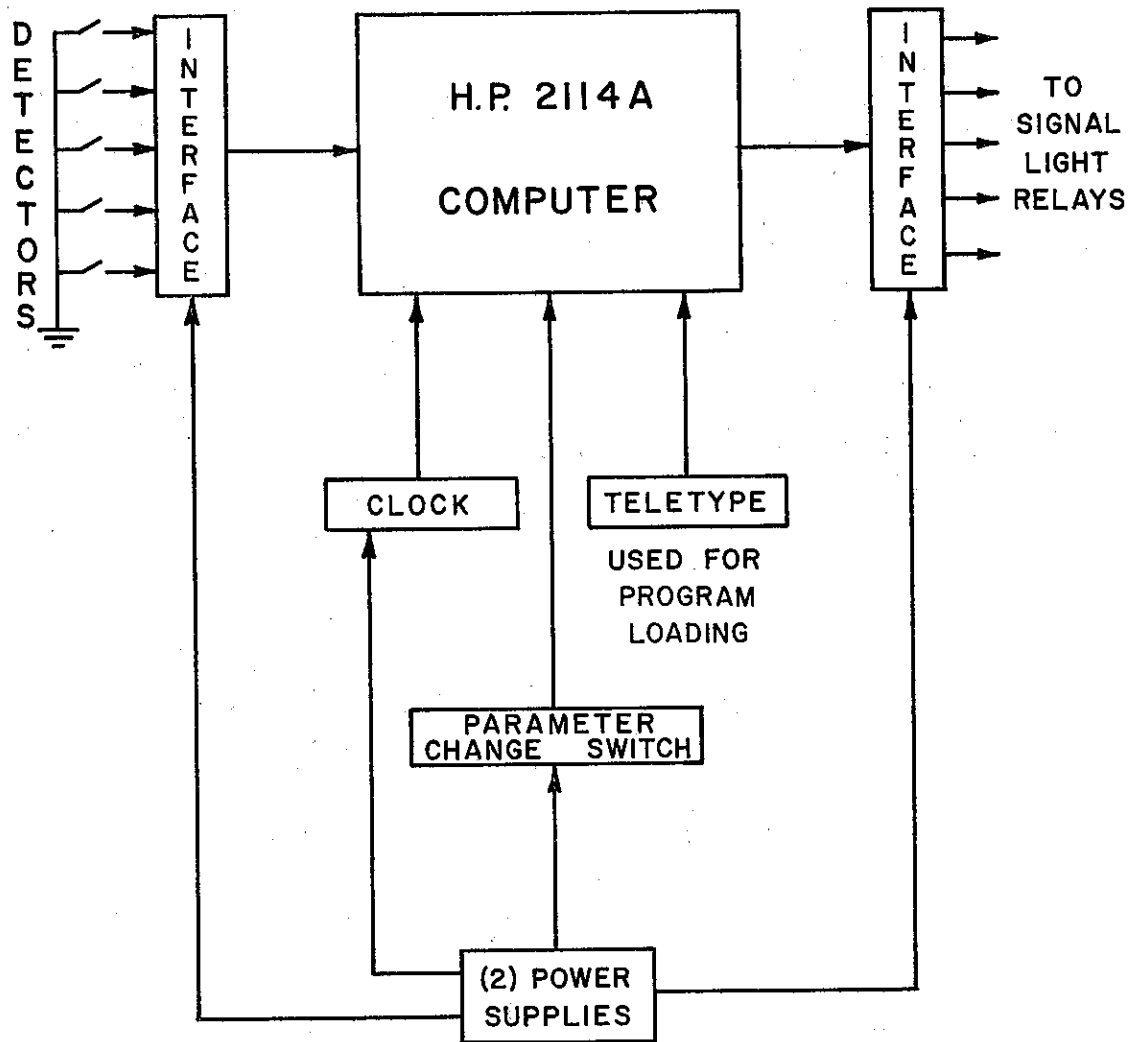 DETECTORS
INTERFACE
H.P. 2114A
COMPUTER
INTERFACE
TO
SIGNAL
LIGHT
RELAYS
CLOCK
TELETYPE
USED FOR
PROGRAM
LOADING
PARAMETER
CHANGE SWITCH
(2) POWER
SUPPLIES